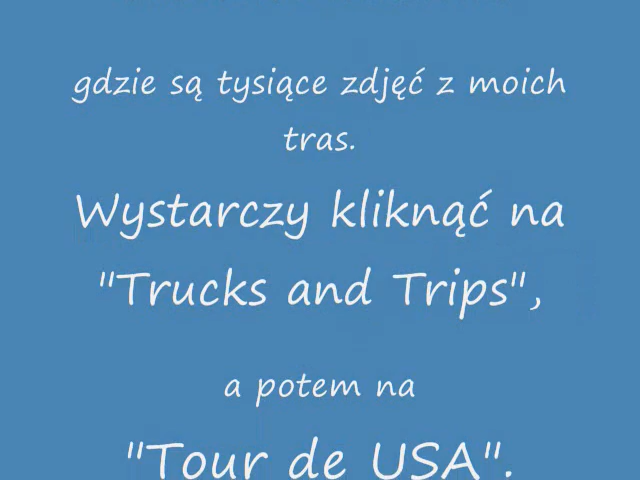 gdzie są tysiące zdjęć z moich
tras.
Wystarczy kliknąć na
"Trucks and Trips",
a potem na
"Tour de USA".